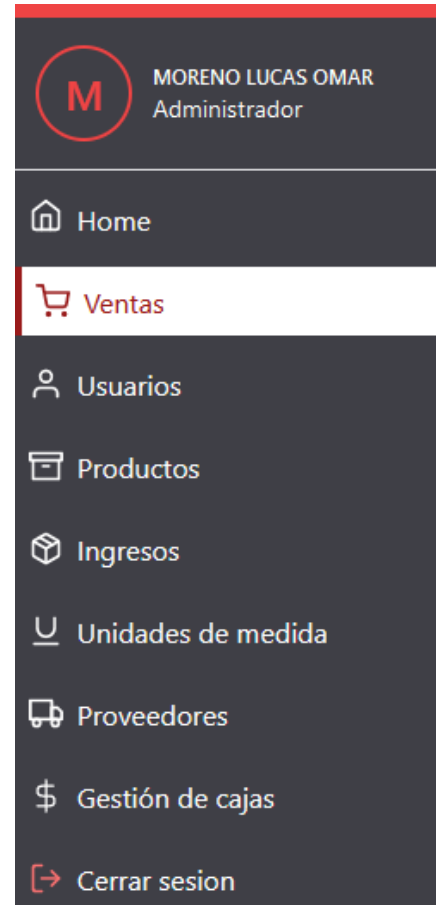 M
MORENO LUCAS OMAR
Administrador
Home
Ventas
Usuarios
Productos
Ingresos
Unidades de medida
Proveedores
Gestión de cajas
Cerrar sesion